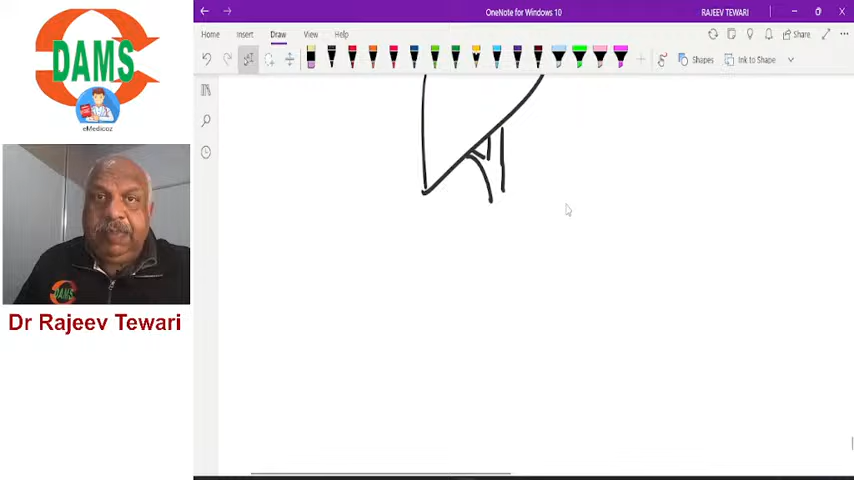 DAMS
eMedicoz
DAMS
Dr Rajeev Tewari
OneNote for Windows 10
RAJEEV TEWARI
Home Insert Draw View Help
Share
Shapes
Ink to Shape